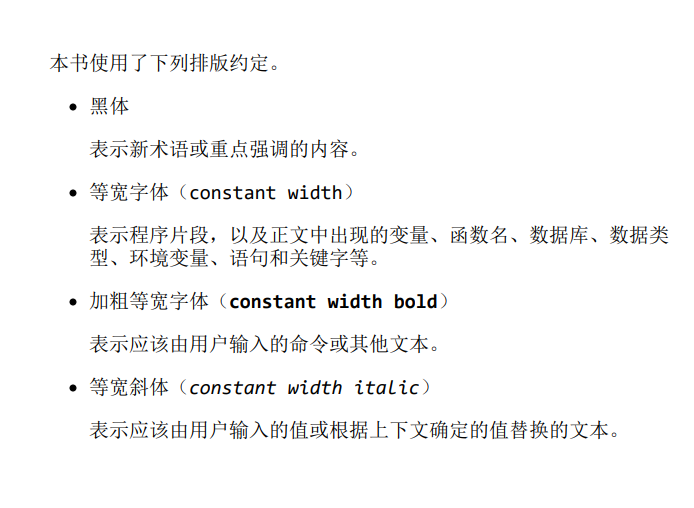 本书使用了下列排版约定。
• 黑体
表示新术语或重点强调的内容。
• 等宽字体（constant width）
表示程序片段，以及正文中出现的变量、函数名、数据库、数据类
型、环境变量、语句和关键字等。
• 加粗等宽字体（constant width bold）
表示应该由用户输入的命令或其他文本。
• 等宽斜体（constant width italic）
表示应该由用户输入的值或根据上下文确定的值替换的文本。